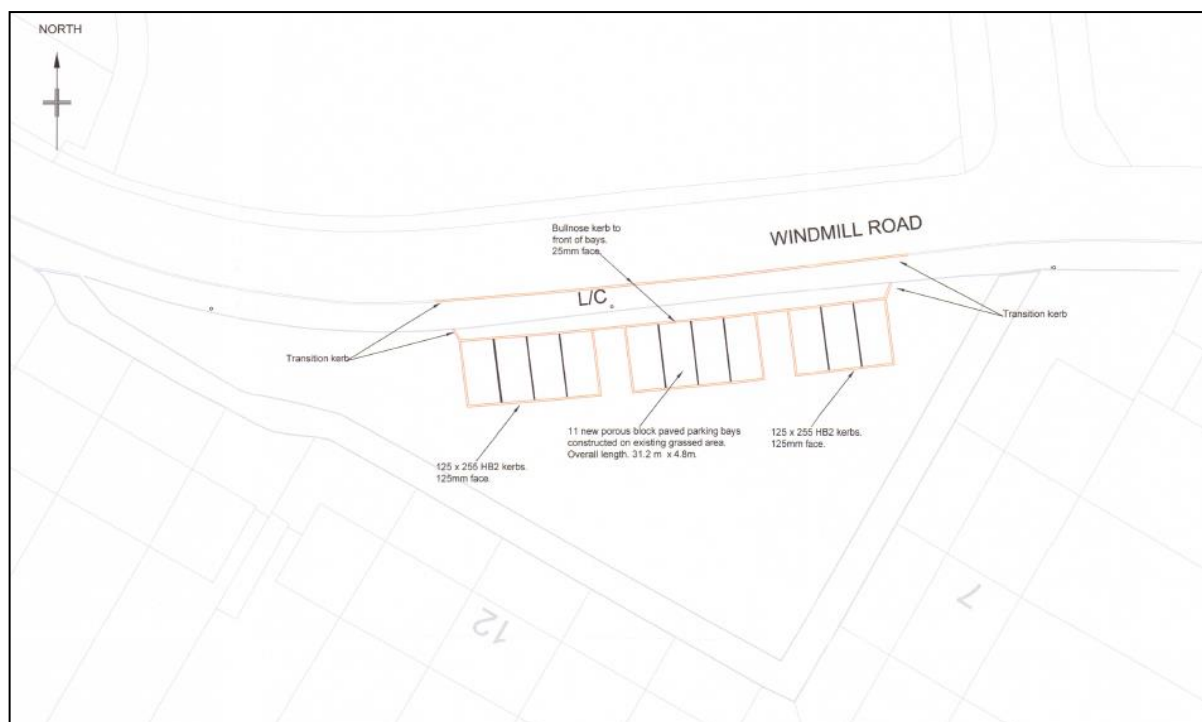 NORTH
Bullnose kerb to
front of bays.
25mm face.
WINDMILL ROAD
L/C
Transition kerb
Transition kerb
11 new porous block paved parking bays
constructed on existing grassed area.
Overall length. 31.2 m x 4.8m.
125 x 255 HB2 kerbs.
125mm face.
125 x 255 HB2 kerbs.
125mm face.
12
7